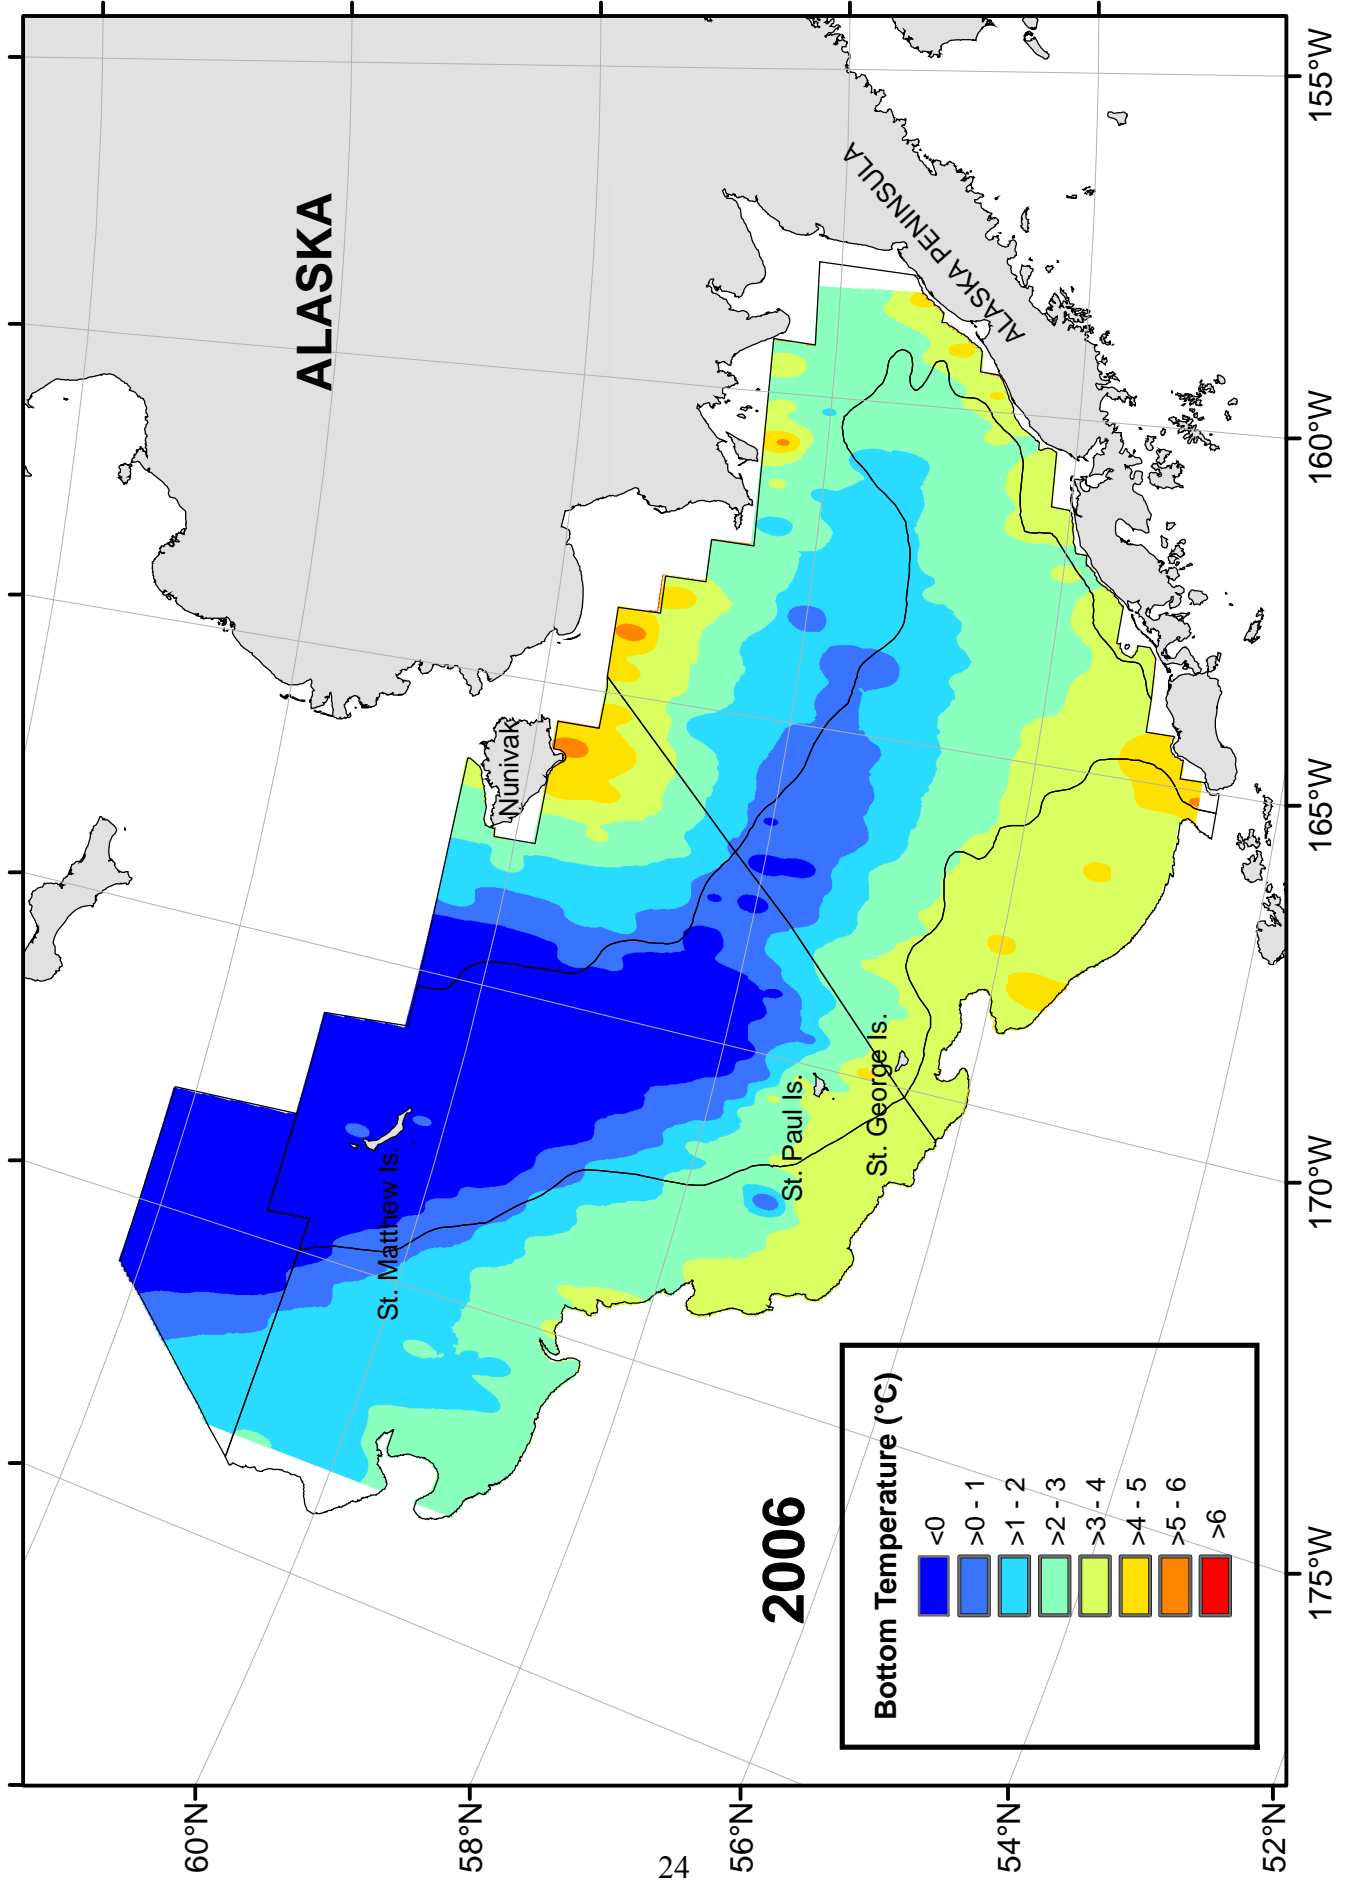 ALASKA
ALASKA PENINSULA
Nunivak
St. Matthew Is.
St. Paul Is.
St. George Is.
2006
Bottom Temperature (°C)
<0
>0 - 1
>1 - 2
>2 - 3
>3 - 4
>4 - 5
>5 - 6
>6
60°N
58°N
56°N
54°N
52°N
175°W
170°W
165°W
160°W
155°W
24